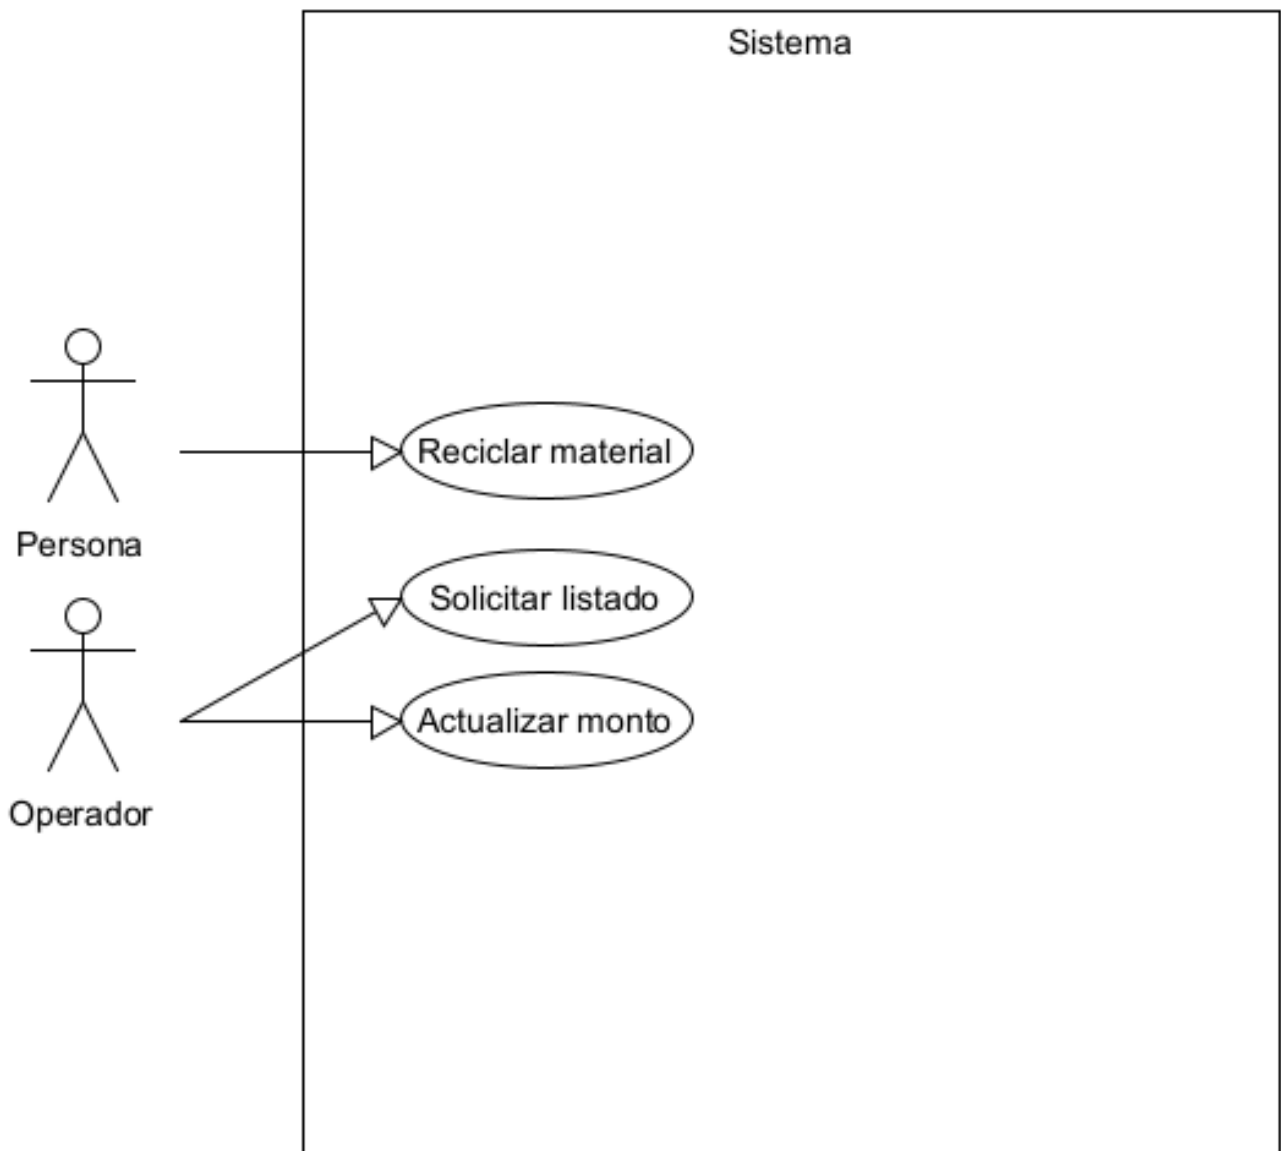 Sistema
Reciclar material
Persona
Solicitar listado
Actualizar monto
Operador